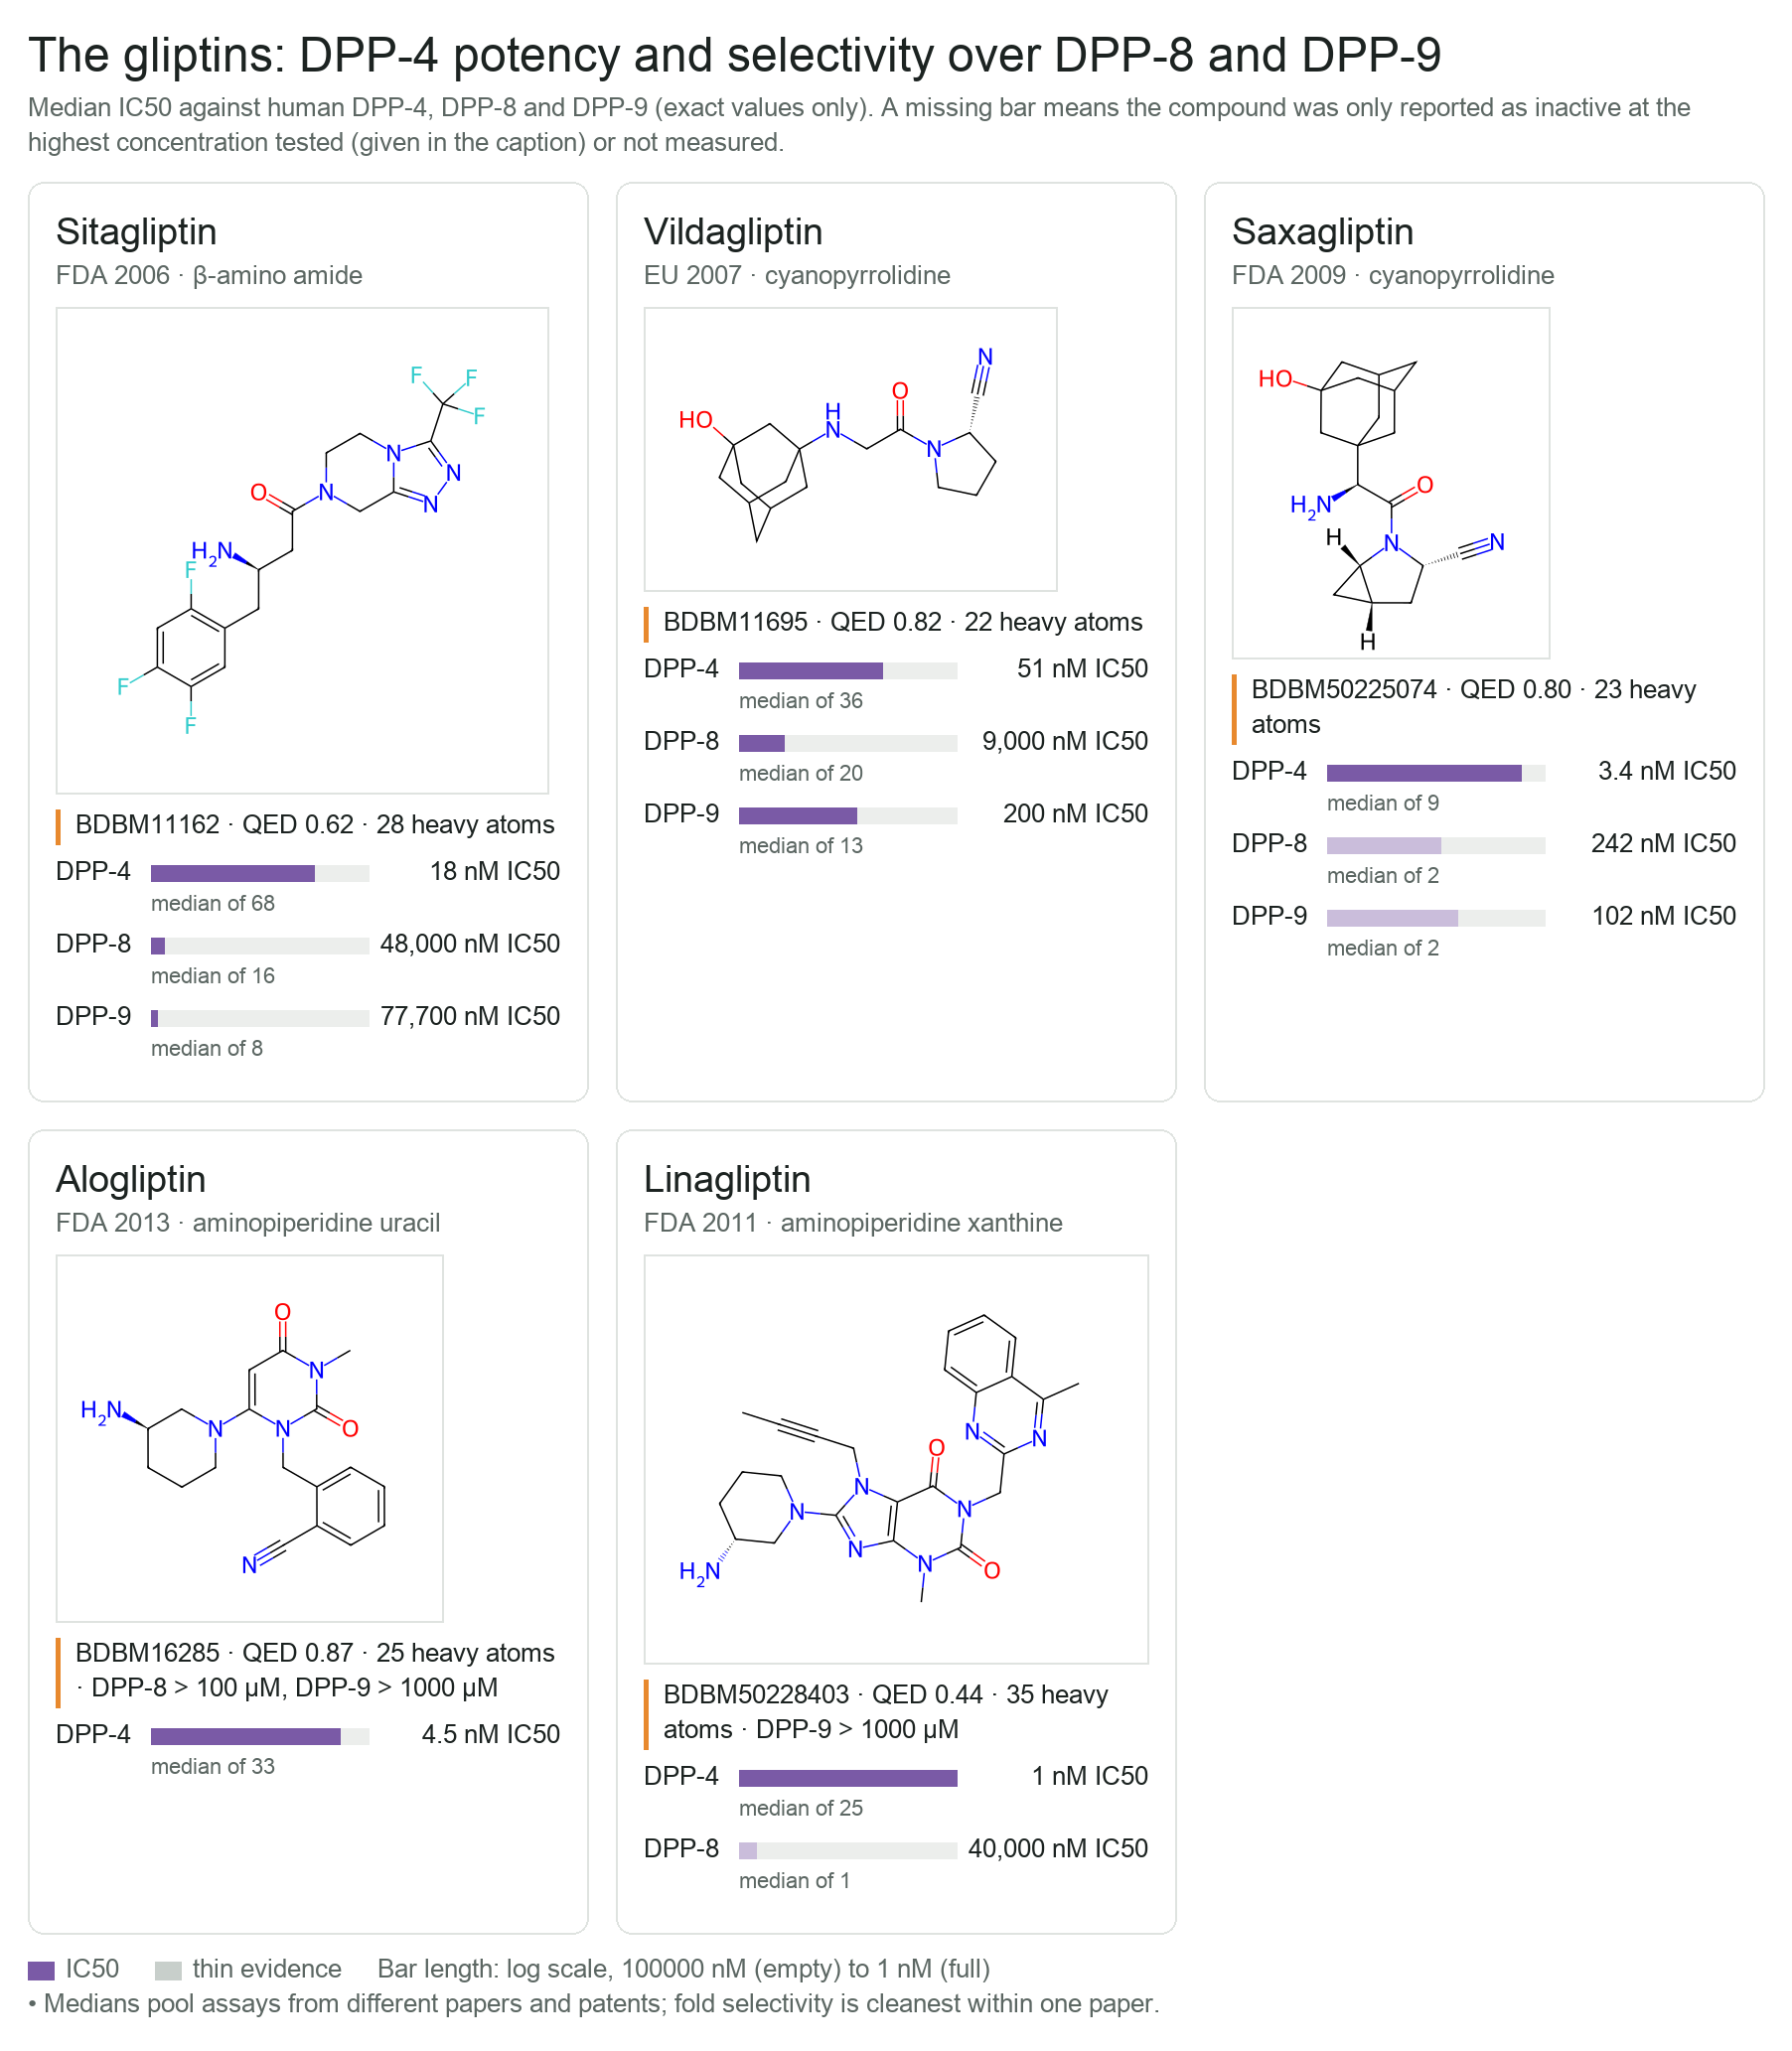 The gliptins: DPP-4 potency and selectivity over DPP-8 and DPP-9
Median IC50 against human DPP-4, DPP-8 and DPP-9 (exact values only). A missing bar means the compound was only reported as inactive at the
highest concentration tested (given in the caption) or not measured.
Sitagliptin
FDA 2006 · β-amino amide
F
F
F
N
N
N
N
O
H2N
F
F
F
BDBM11162 · QED 0.62 · 28 heavy atoms
DPP-4 18 nM IC50
median of 68
DPP-8 48,000 nM IC50
median of 16
DPP-9 77,700 nM IC50
median of 8
Vildagliptin
EU 2007 · cyanopyrrolidine
N
O
H
N
HO
N
BDBM11695 · QED 0.82 · 22 heavy atoms
DPP-4 51 nM IC50
median of 36
DPP-8 9,000 nM IC50
median of 20
DPP-9 200 nM IC50
median of 13
Saxagliptin
FDA 2009 · cyanopyrrolidine
HO
O
H2N
H
N
N
H
BDBM50225074 · QED 0.80 · 23 heavy
atoms
DPP-4 3.4 nM IC50
median of 9
DPP-8 242 nM IC50
median of 2
DPP-9 102 nM IC50
median of 2
Alogliptin
FDA 2013 · aminopiperidine uracil
O
N
H2N
N
N
O
N
BDBM16285 · QED 0.87 · 25 heavy atoms
· DPP-8 > 100 µM, DPP-9 > 1000 µM
DPP-4 4.5 nM IC50
median of 33
Linagliptin
FDA 2011 · aminopiperidine xanthine
N
N
O
N
N
N
N
N
O
H2N
BDBM50228403 · QED 0.44 · 35 heavy
atoms · DPP-9 > 1000 µM
DPP-4 1 nM IC50
median of 25
DPP-8 40,000 nM IC50
median of 1
IC50 thin evidence Bar length: log scale, 100000 nM (empty) to 1 nM (full)
• Medians pool assays from different papers and patents; fold selectivity is cleanest within one paper.